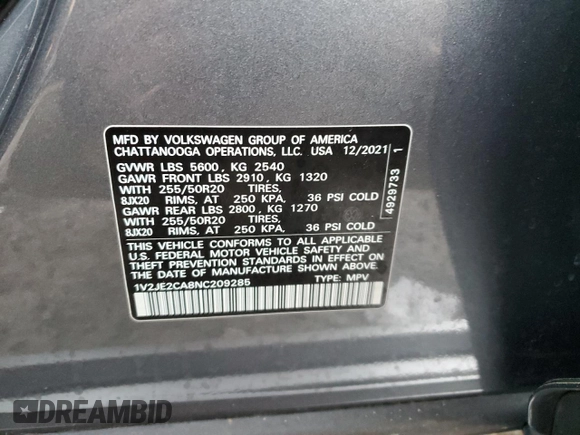 MFD BY VOLKSWAGEN GROUP OF AMERICA
CHATTANOOGA OPERATIONS, LLC. USA 12/2021
GVWR LBS 5600, KG 2540
GAWR FRONT LBS 2910, KG 1320
WITH 255/50R20 TIRES,
8JX20 RIMS, AT 250 KPA, 36 PSI COLD
GAWR REAR LBS 2800, KG 1270
WITH 255/50R20 TIRES,
8JX20 RIMS, AT 250 KPA, 36 PSI COLD
THIS VEHICLE CONFORMS TO ALL APPLICABLE
U.S. FEDERAL MOTOR VEHICLE SAFETY AND
THEFT PREVENTION STANDARDS IN EFFECT ON
THE DATE OF MANUFACTURE SHOWN ABOVE.
1V2JE2CA8NC209285 TYPE: MPV
4929733 1
DREAMBID